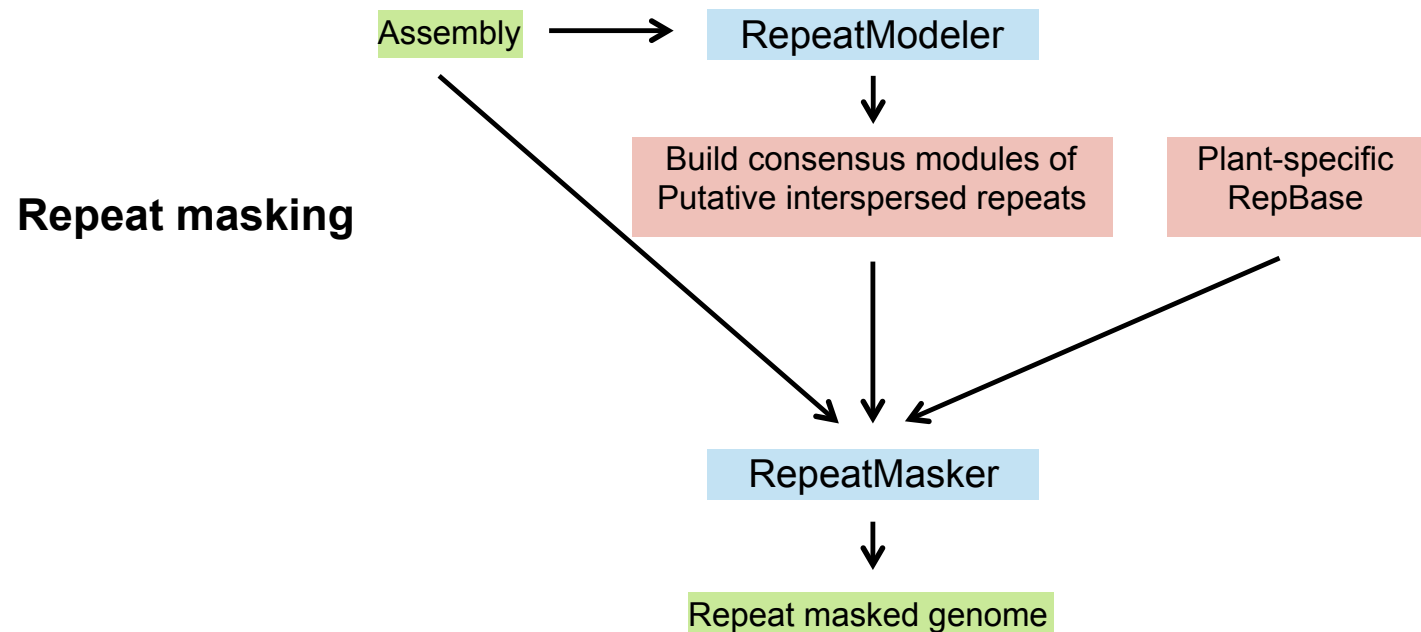 Assembly
RepeatModeler
Build consensus modules of
Putative interspersed repeats
Plant-specific
RepBase
Repeat masking
RepeatMasker
Repeat masked genome